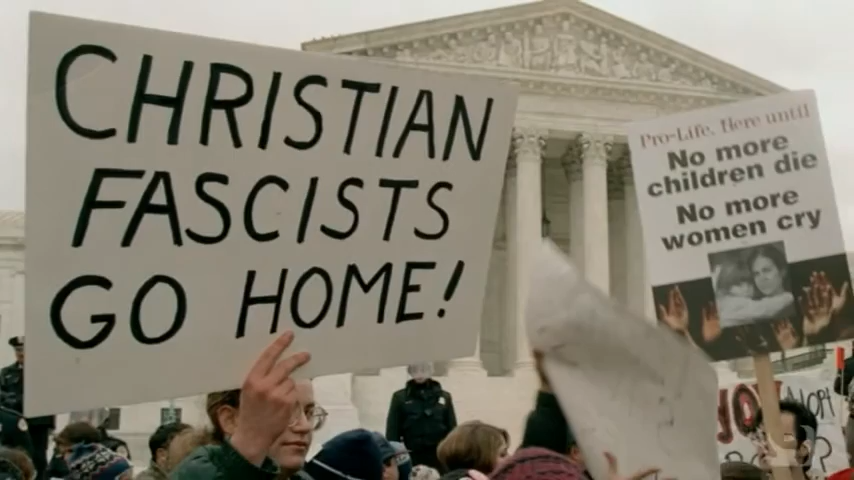 CHRISTIAN
FASCISTS
GO HOME!
Pro-Life. Here until
No more
children die
No more
women cry